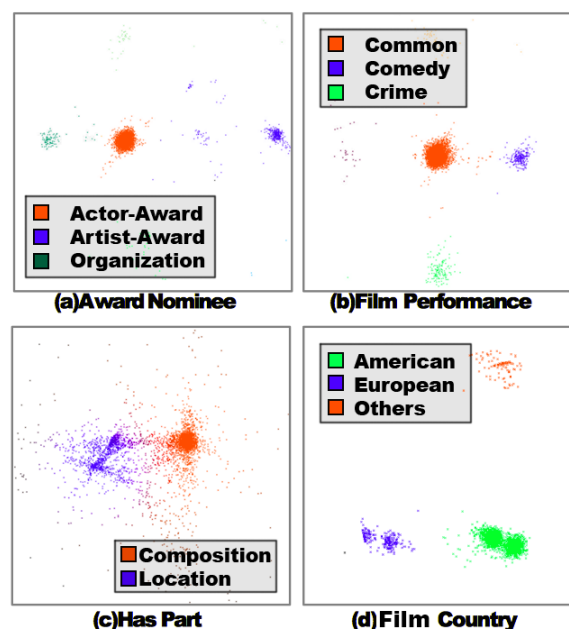 Actor-Award
Artist-Award
Organization
(a)Award Nominee
Common
Comedy
Crime
(b)Film Performance
Composition
Location
(c)Has Part
American
European
Others
(d)Film Country